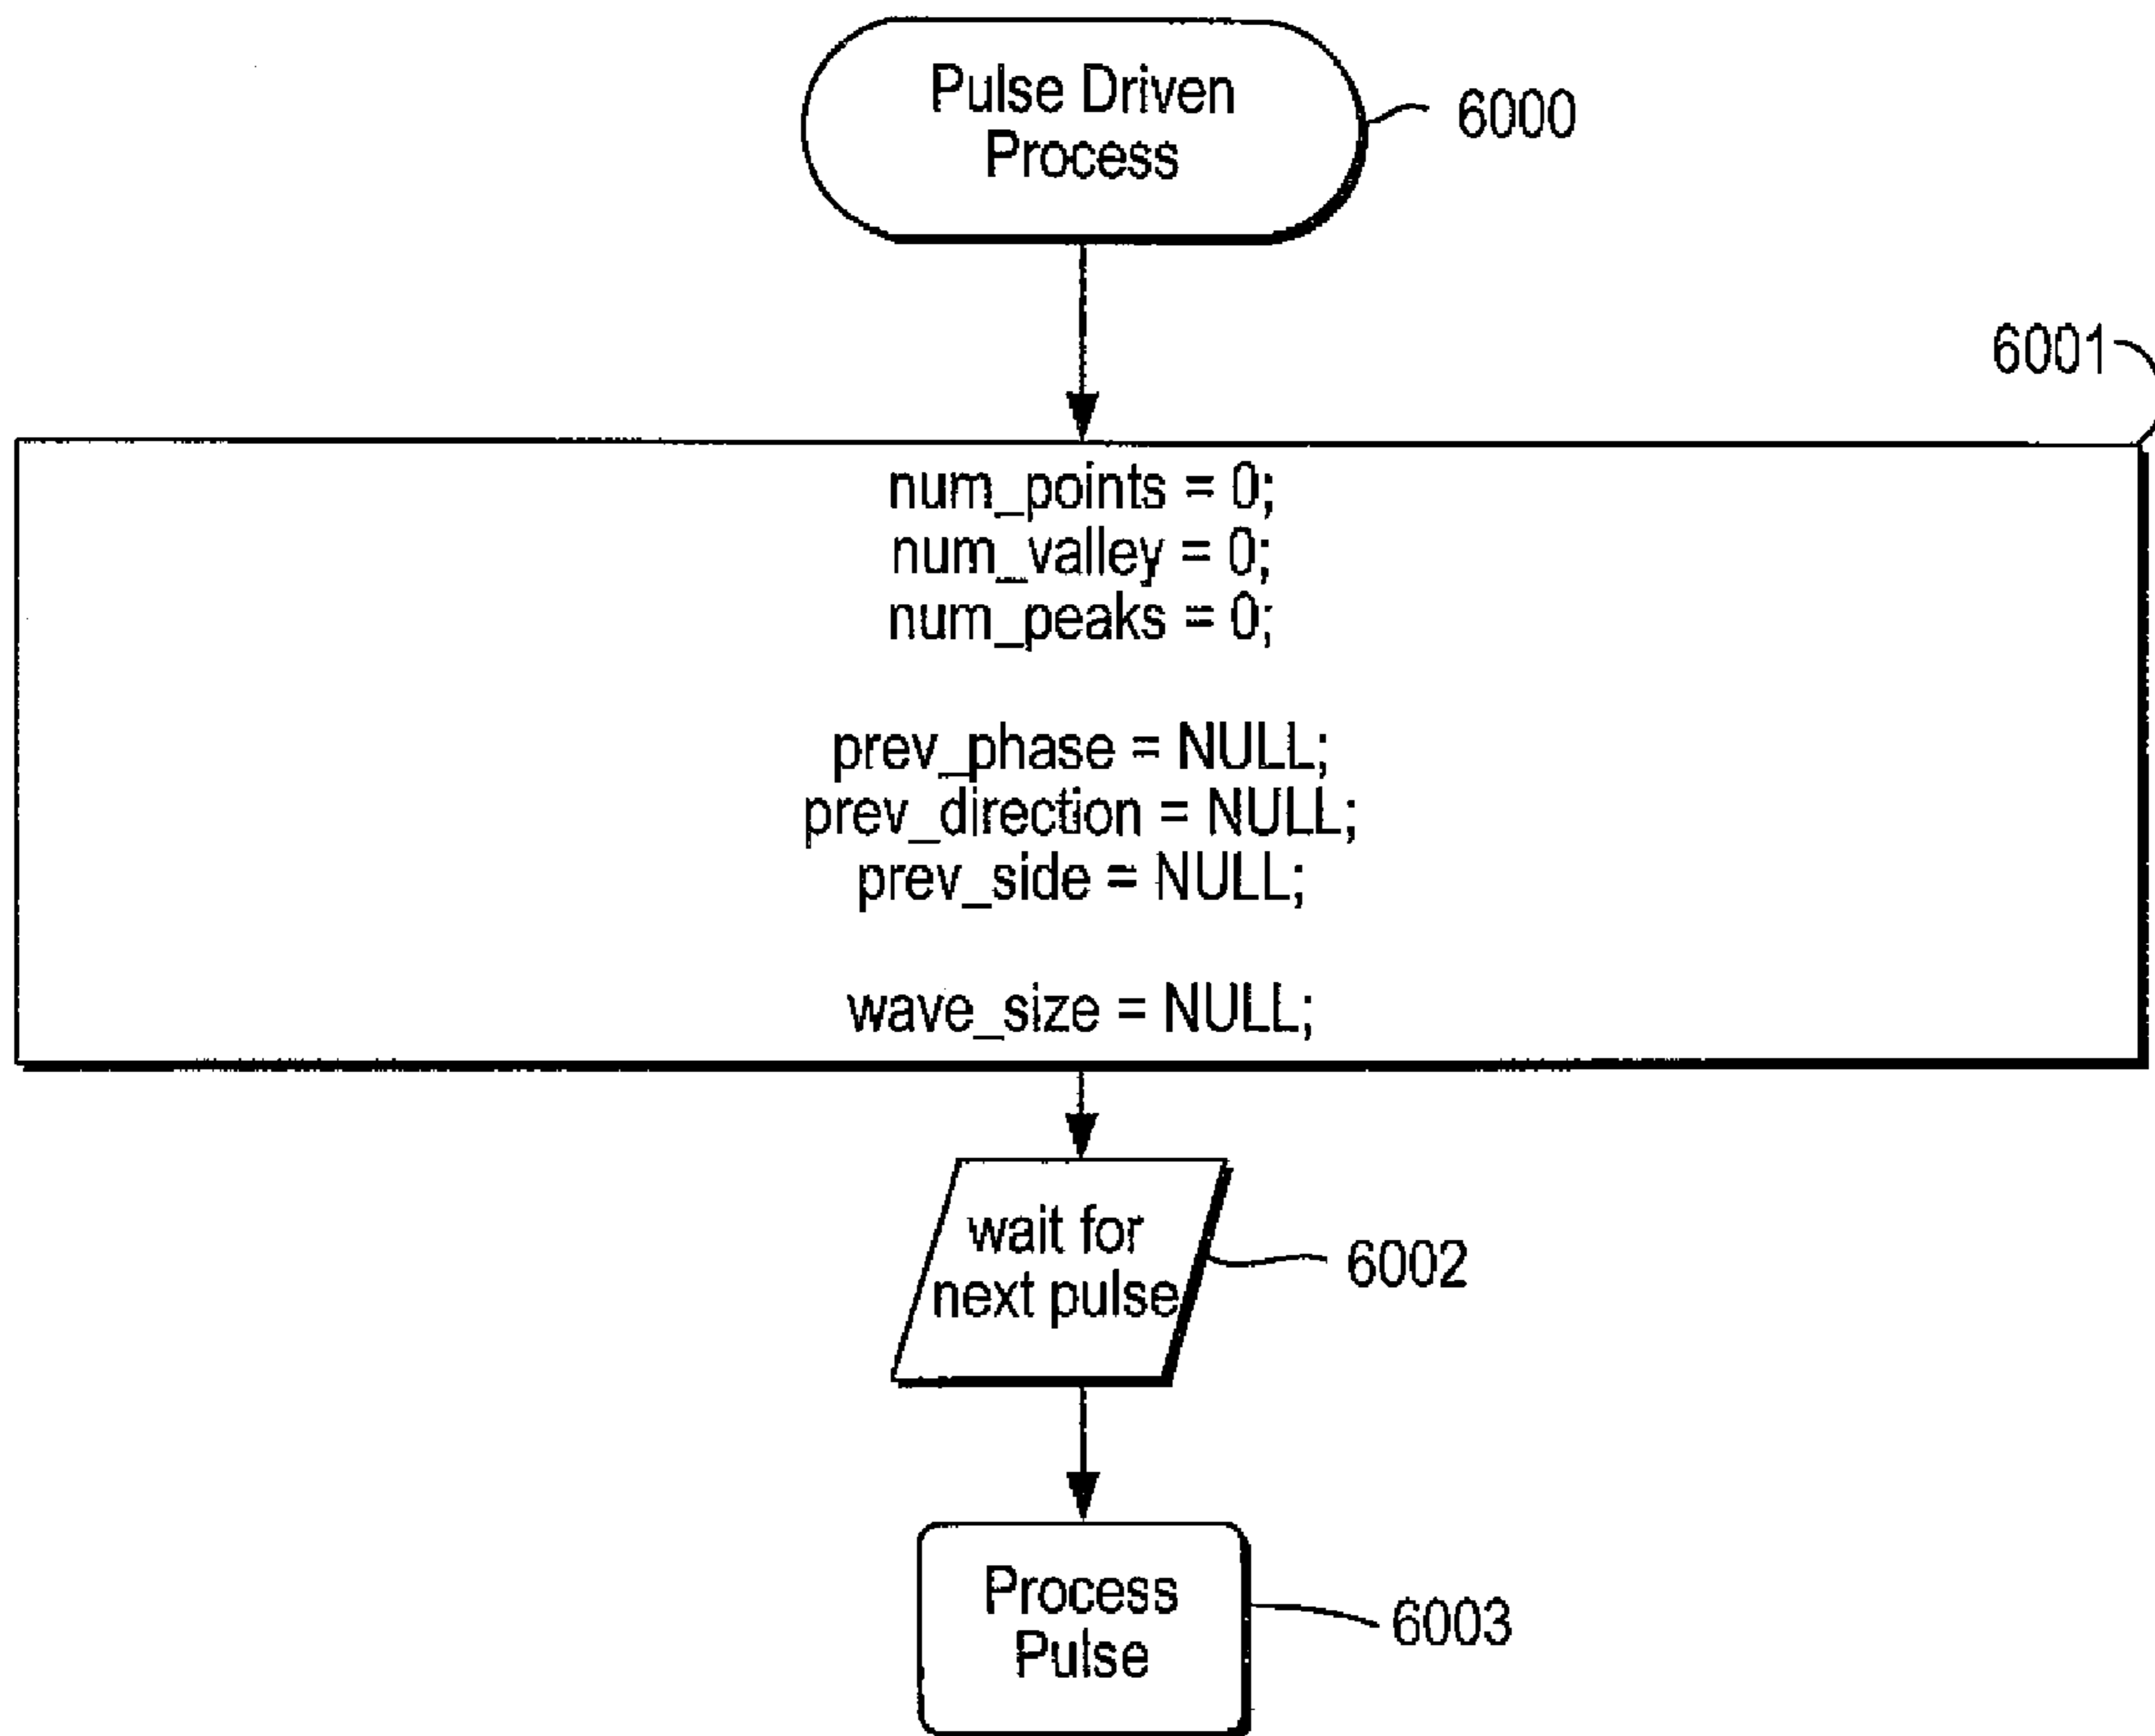 Pulse Driven
Process
6000
6001
num_points = 0;
num_valley = 0;
num_peaks = 0;
prev_phase = NULL;
prev_direction = NULL;
prev_side = NULL;
wave_size = NULL;
wait for
next pulse
6002
Process
Pulse
6003